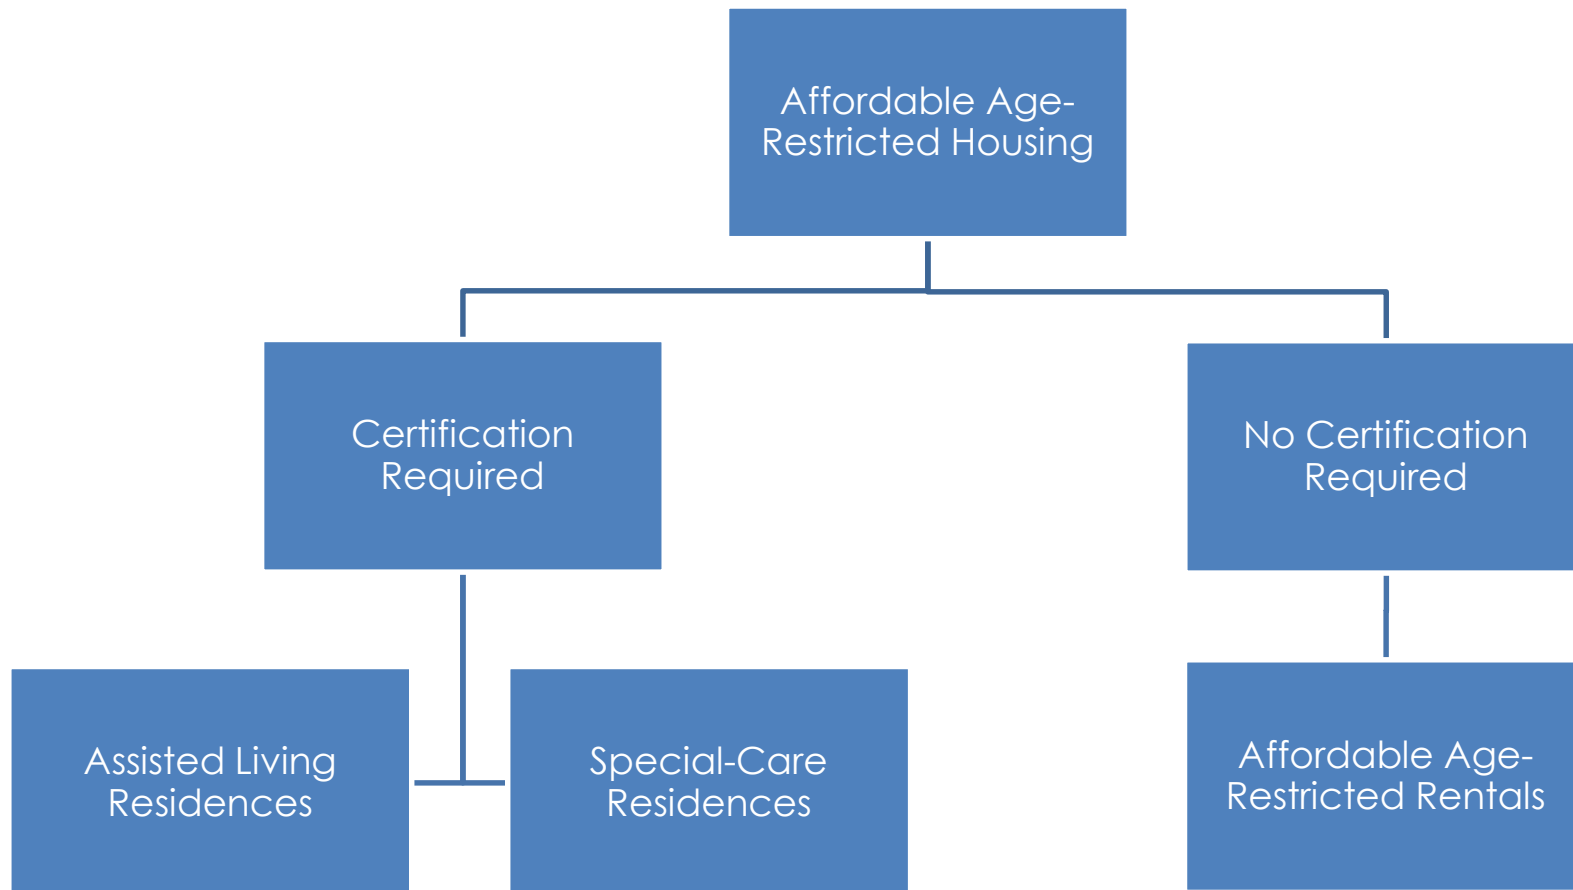 Affordable Age-
Restricted Housing
Certification
Required
No Certification
Required
Assisted Living
Residences
Special-Care
Residences
Affordable Age-
Restricted Rentals